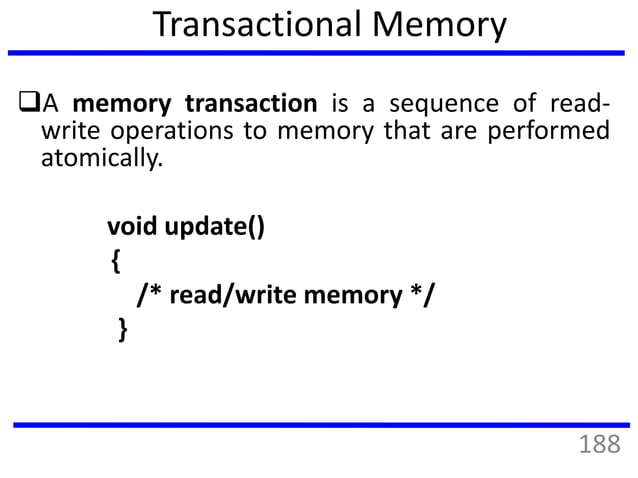 Transactional Memory
❑A memory transaction is a sequence of read-
write operations to memory that are performed
atomically.
void update()
{
/* read/write memory */
}
188